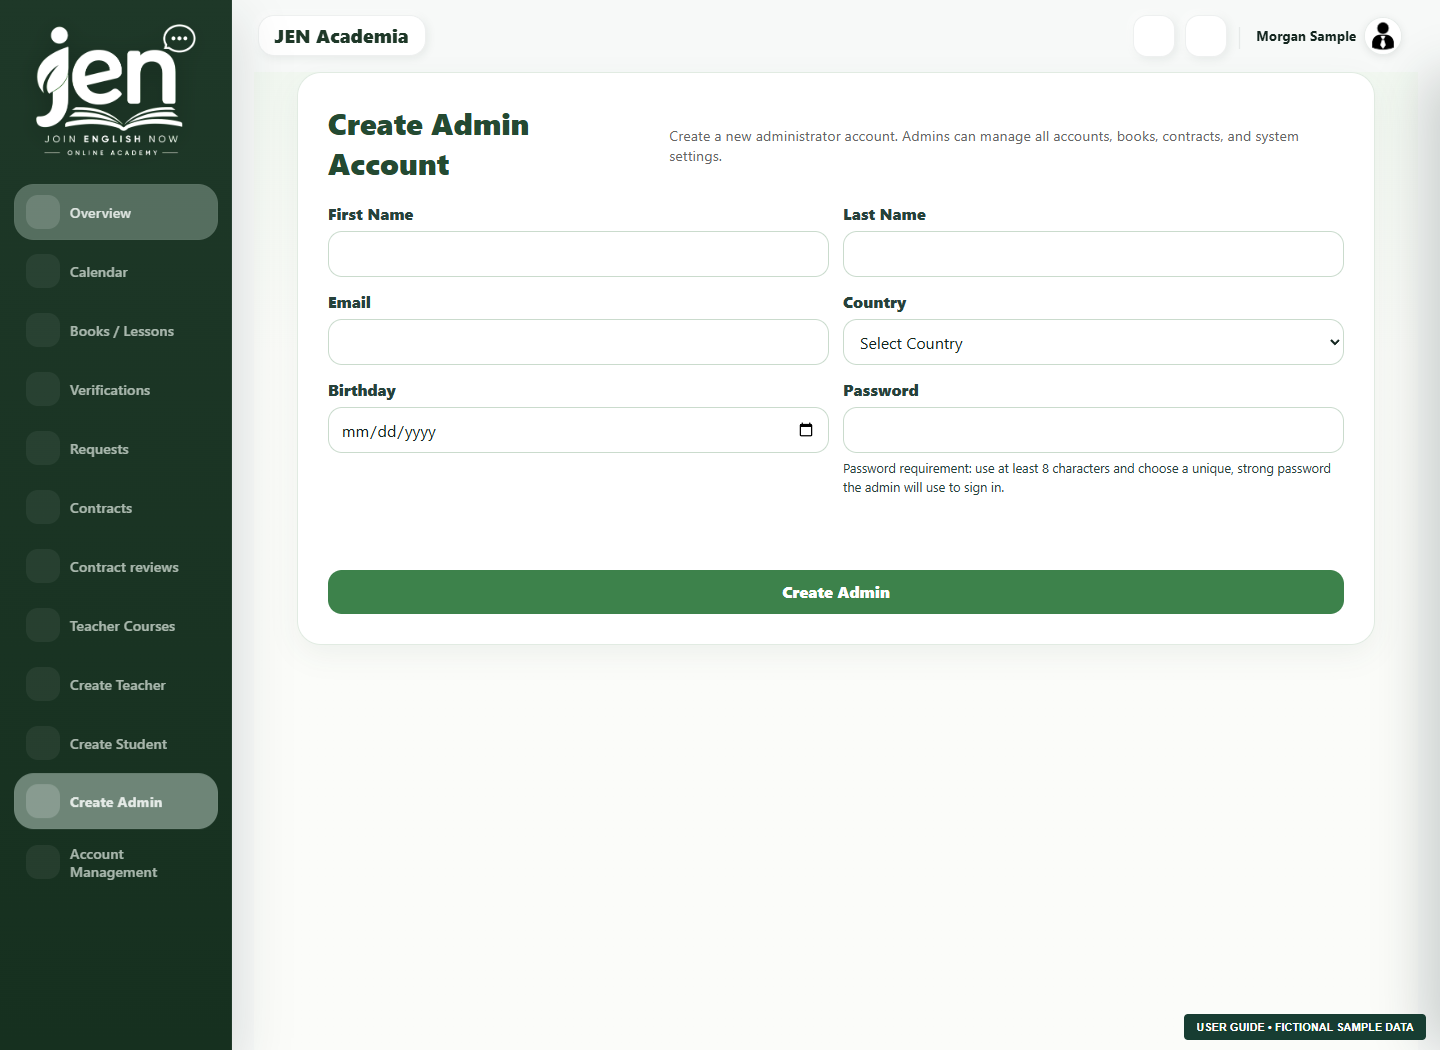 jen
JOIN ENGLISH NOW
ONLINE ACADEMY
Overview
Calendar
Books / Lessons
Verifications
Requests
Contracts
Contract reviews
Teacher Courses
Create Teacher
Create Student
Create Admin
Account
Management
JEN Academia
Morgan Sample
Create Admin
Account
Create a new administrator account. Admins can manage all accounts, books, contracts, and system
settings.
First Name
Last Name
Email
Country
Select Country
Birthday
Password
mm/dd/yyyy
Password requirement: use at least 8 characters and choose a unique, strong password
the admin will use to sign in.
Create Admin
USER GUIDE • FICTIONAL SAMPLE DATA